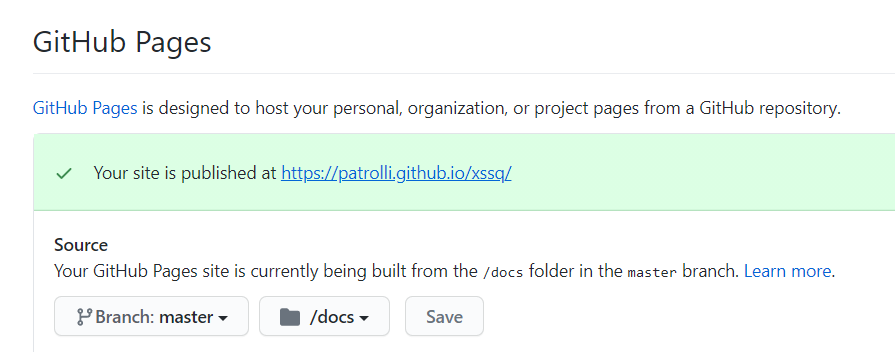 GitHub Pages
GitHub Pages is designed to host your personal, organization, or project pages from a GitHub repository.
Your site is published at https://patrolli.github.io/xssq/
Source
Your GitHub Pages site is currently being built from the /docs folder in the master branch. Learn more.
Branch: master /docs Save